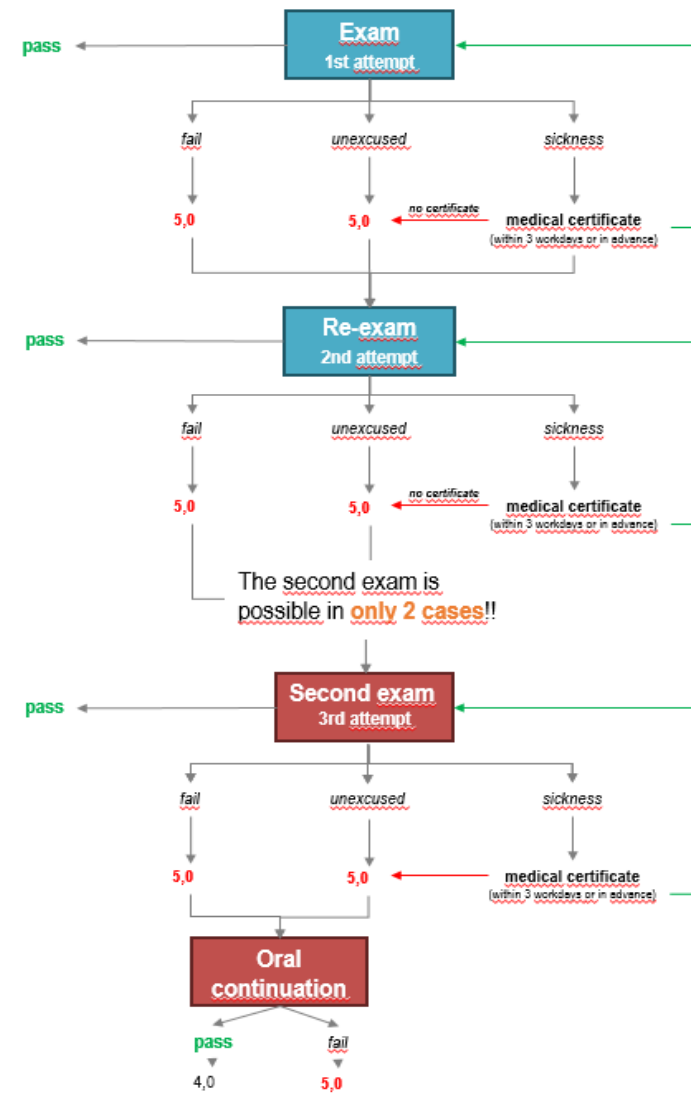 Exam
1st attempt
pass
fail
unexcused
sickness
5,0
5,0
no certificate
medical certificate
(within 3 workdays or in advance)
Re-exam
2nd attempt
pass
fail
unexcused
sickness
5,0
5,0
no certificate
medical certificate
(within 3 workdays or in advance)
The second exam is
possible in only 2 cases!!
Second exam
3rd attempt
pass
fail
unexcused
sickness
5,0
5,0
medical certificate
(within 3 workdays or in advance)
Oral
continuation
pass
fail
4,0
5,0